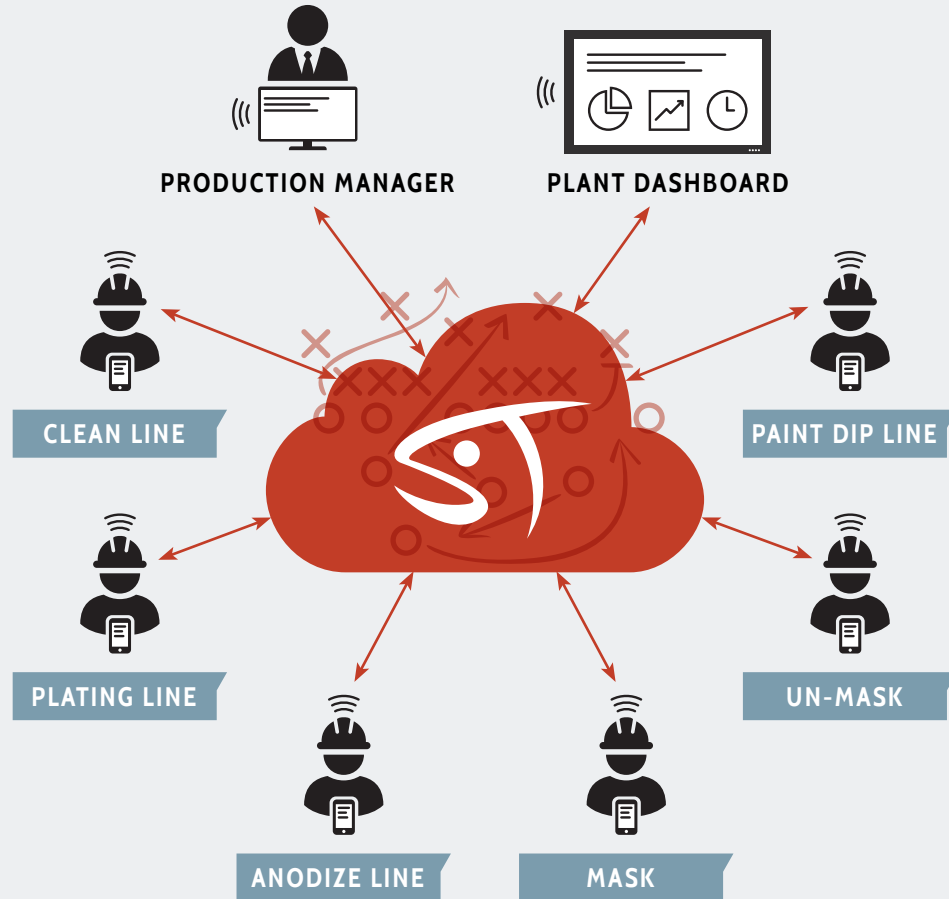 PRODUCTION MANAGER
PLANT DASHBOARD
CLEAN LINE
PAINT DIP LINE
PLATING LINE
UN-MASK
ANODIZE LINE
MASK